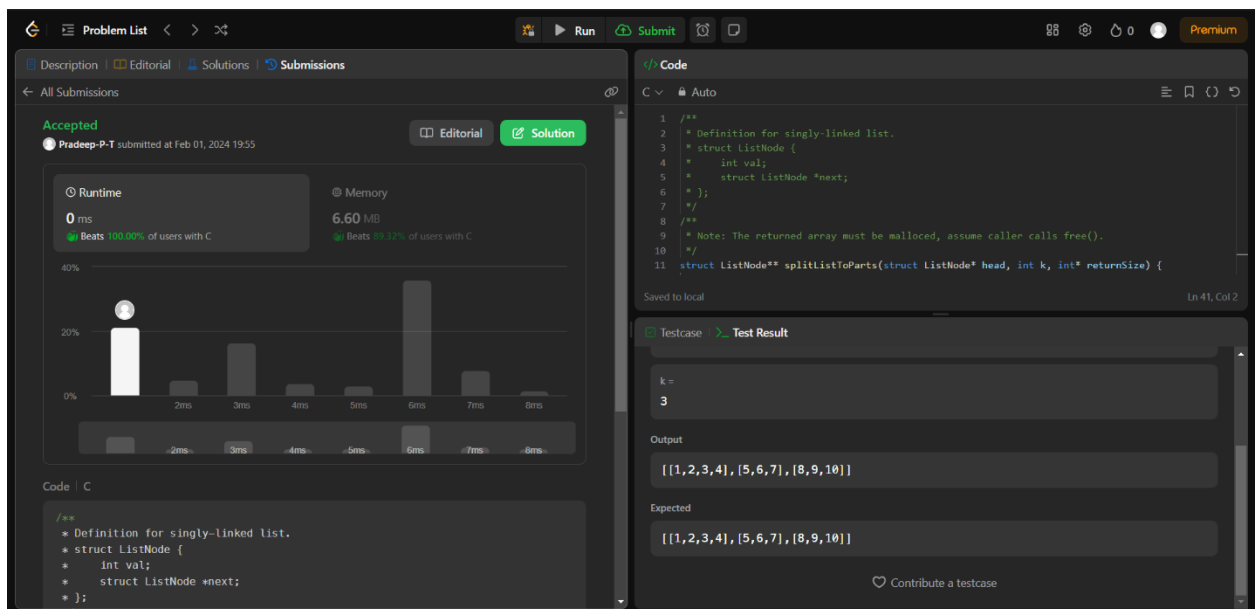 Problem List
Run
Submit
0
Premium
Description
Editorial
Solutions
Submissions
All Submissions
Accepted
Pradeep-P-T submitted at Feb 01, 2024 19:55
Editorial
Solution
Runtime
0 ms
Beats 100.00% of users with C
Memory
6.60 MB
Beats 89.32% of users with C
40%
20%
0%
2ms 3ms 4ms 5ms 6ms 7ms 8ms
2ms 3ms 4ms 5ms 6ms 7ms 8ms
Code | C
/**
* Definition for singly-linked list.
* struct ListNode {
*     int val;
*     struct ListNode *next;
* };
</> Code
C
Auto
1 /**
2 * Definition for singly-linked list.
3 * struct ListNode {
4 *     int val;
5 *     struct ListNode *next;
6 * };
7 */
8 /**
9 * Note: The returned array must be malloced, assume caller calls free().
10 */
11 struct ListNode** splitListToParts(struct ListNode* head, int k, int* returnSize) {
Saved to local
Ln 41, Col 2
Testcase
Test Result
k =
3
Output
[[1,2,3,4],[5,6,7],[8,9,10]]
Expected
[[1,2,3,4],[5,6,7],[8,9,10]]
Contribute a testcase